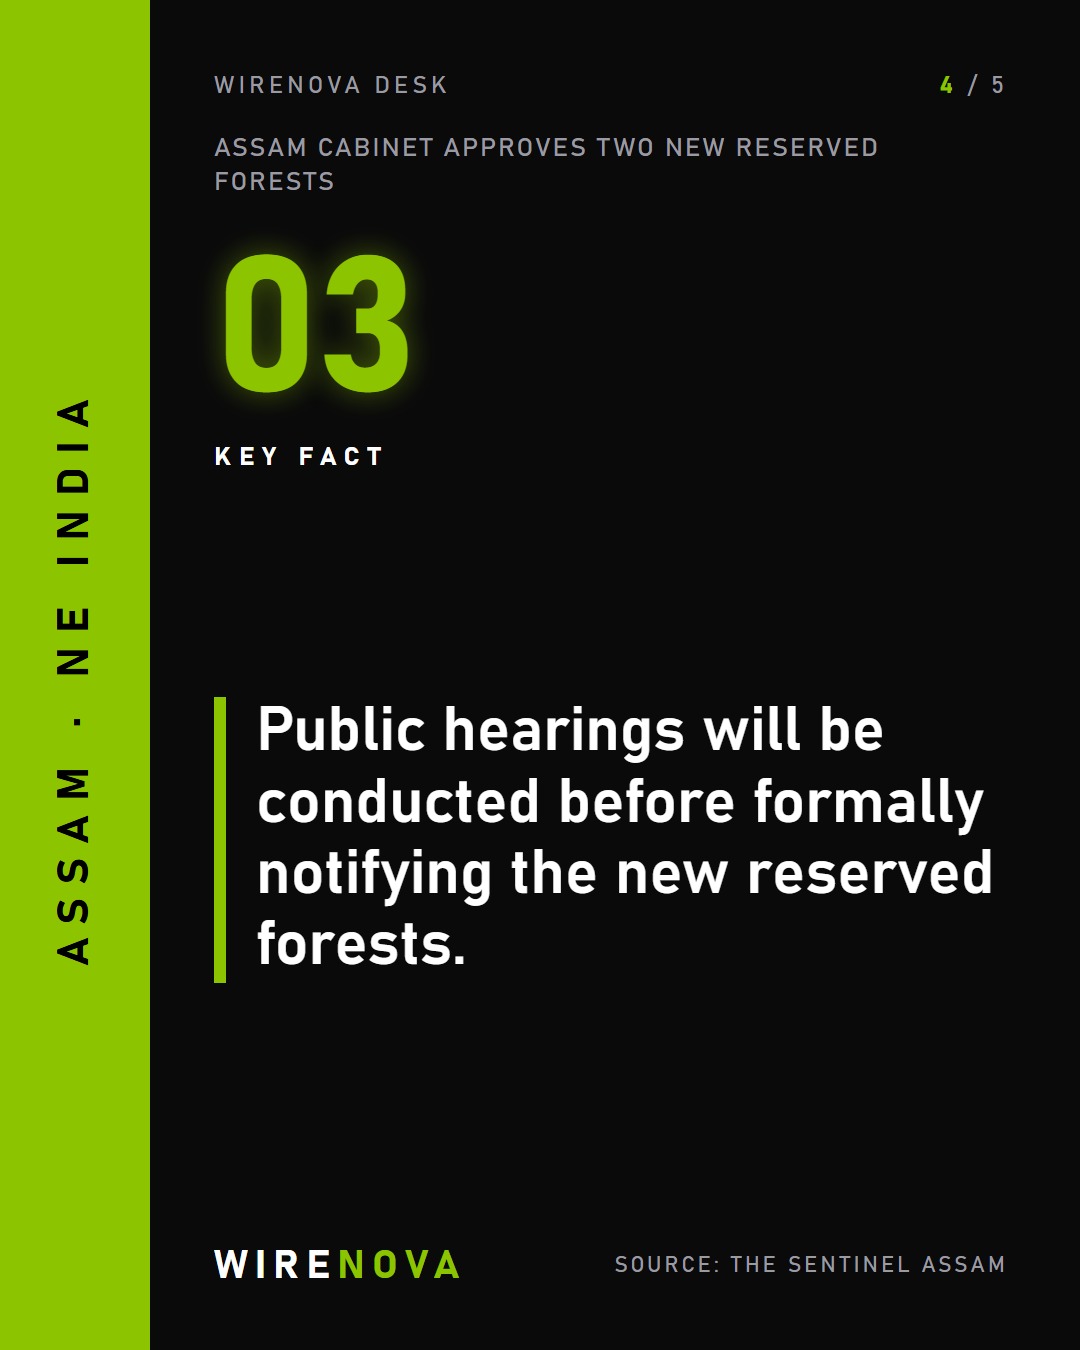 WIRENOVA DESK
4 / 5
ASSAM CABINET APPROVES TWO NEW RESERVED
FORESTS
03
KEY FACT
ASSAM · NE INDIA
Public hearings will be
conducted before formally
notifying the new reserved
forests.
WIRENOVA
SOURCE: THE SENTINEL ASSAM